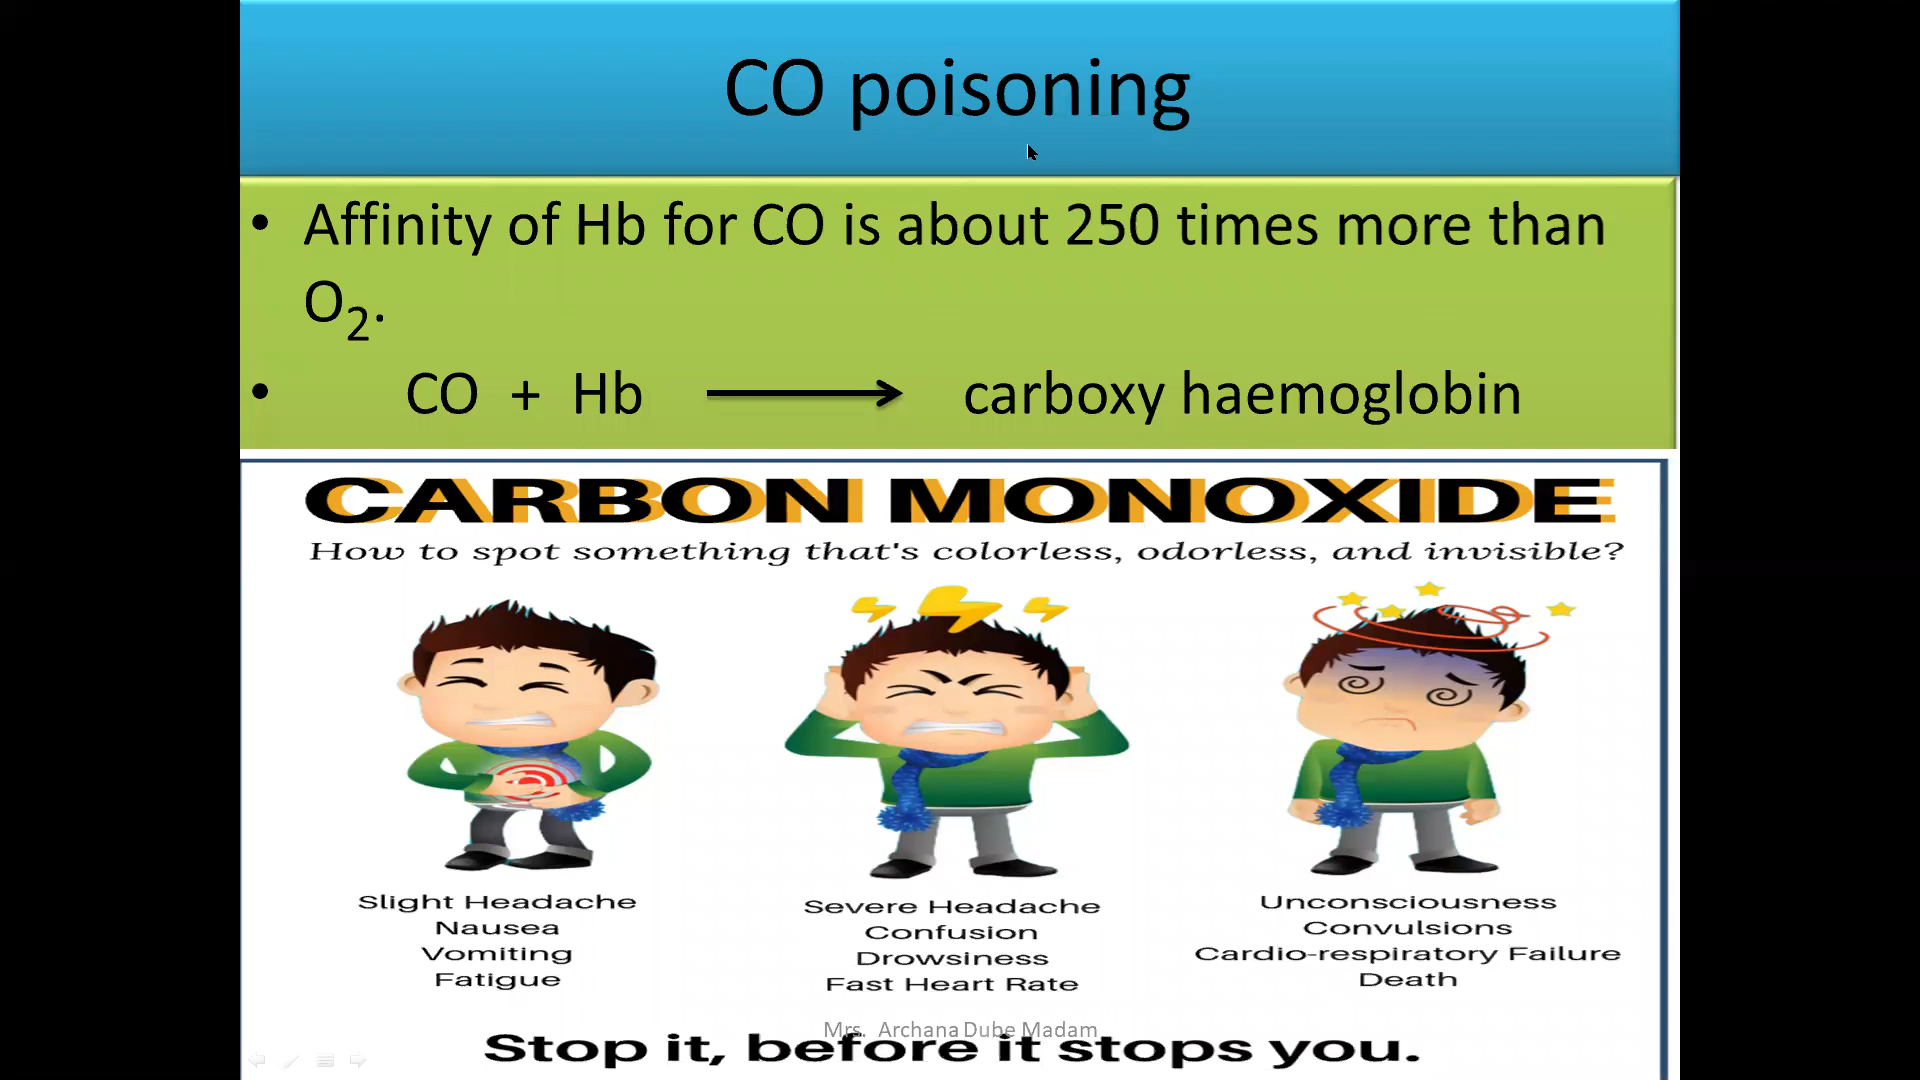 CO poisoning
• Affinity of Hb for CO is about 250 times more than
O₂.
• CO + Hb → carboxy haemoglobin
CARBON MONOXIDE
How to spot something that's colorless, odorless, and invisible?
Slight Headache
Nausea
Vomiting
Fatigue
Severe Headache
Confusion
Drowsiness
Fast Heart Rate
Unconsciousness
Convulsions
Cardio-respiratory Failure
Death
Mrs. Archana Dube Madam
Stop it, before it stops you.